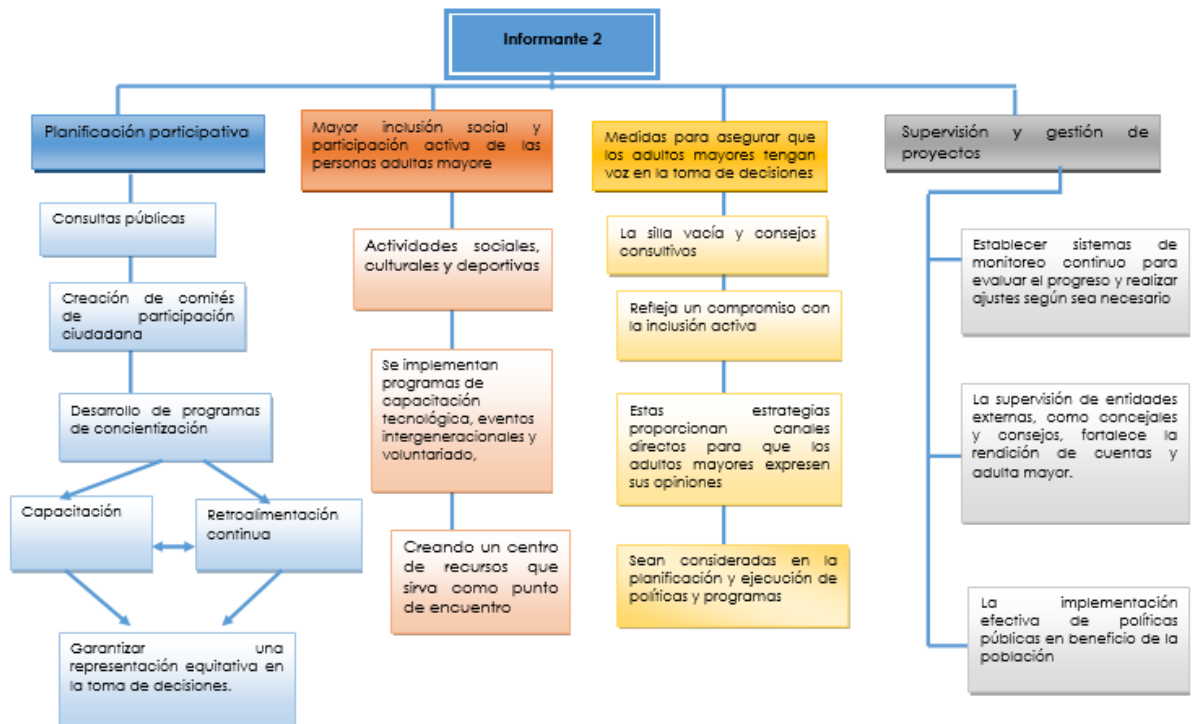 Informante 2
Planificación participativa
Consultas públicas
Creación de comités
de participación
ciudadana
Desarrollo de programas
de concientización
Capacitación
Retroalimentación
continua
Garantizar una
representación equitativa en
la toma de decisiones.
Mayor inclusión social y
participación activa de las
personas adultas mayore
Actividades sociales,
culturales y deportivas
Se implementan
programas de
capacitación
tecnológica, eventos
intergeneracionales y
voluntariado,
Creando un centro
de recursos que
sirva como punto
de encuentro
Medidas para asegurar que
los adultos mayores tengan
voz en la toma de decisiones
La silla vacía y consejos
consultivos
Refleja un compromiso con
la inclusión activa
Estas estrategias
proporcionan canales
directos para que los
adultos mayores expresen
sus opiniones
Sean consideradas en la
planificación y ejecución de
políticas y programas
Supervisión y gestión de
proyectos
Establecer sistemas de
monitoreo continuo para
evaluar el progreso y realizar
ajustes según sea necesario
La supervisión de entidades
externas, como concejales
y consejos, fortalece la
rendición de cuentas y
adulta mayor.
La implementación
efectiva de políticas
públicas en beneficio de la
población